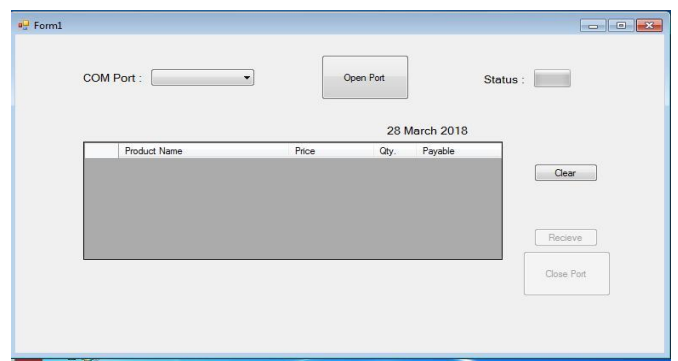 Form1
COM Port :
Open Port
Status :
28 March 2018
Product Name Price Qty. Payable
Clear
Recieve
Close Port